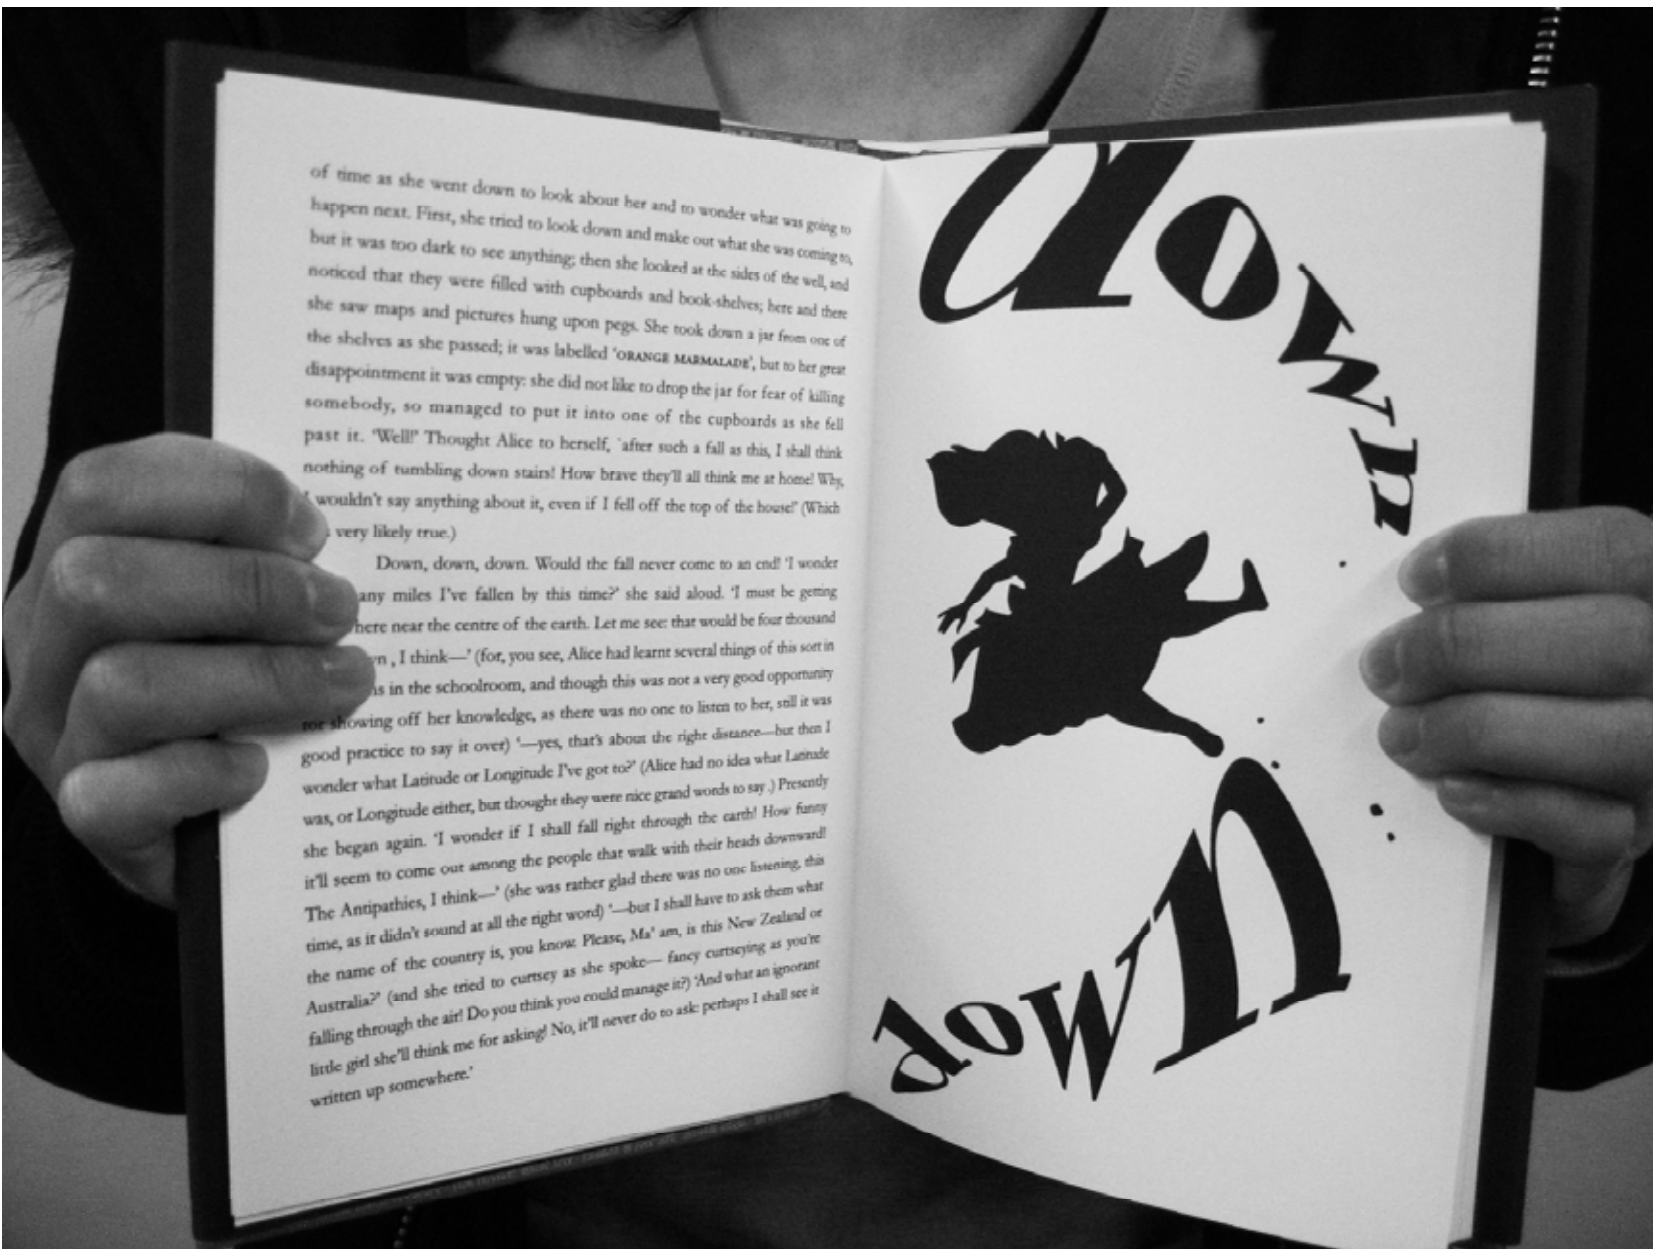 of time as she went down to look about her and to wonder what was going to
happen next. First, she tried to look down and make out what she was coming to,
but it was too dark to see anything; then she looked at the sides of the well, and
noticed that they were filled with cupboards and book-shelves; here and there
she saw maps and pictures hung upon pegs. She took down a jar from one of
the shelves as she passed; it was labelled 'ORANGE MARMALADE', but to her great
disappointment it was empty: she did not like to drop the jar for fear of killing
somebody, so managed to put it into one of the cupboards as she fell
past it. 'Well!' Thought Alice to herself, `after such a fall as this, I shall think
nothing of tumbling down stairs! How brave they'll all think me at home! Why,
wouldn't say anything about it, even if I fell off the top of the house!' (Which
very likely true.)
Down, down, down. Would the fall never come to an end! 'I wonder
any miles I've fallen by this time?' she said aloud. 'I must be getting
here near the centre of the earth. Let me see: that would be four thousand
, I think—' (for, you see, Alice had learnt several things of this sort in
in the schoolroom, and though this was not a very good opportunity
for showing off her knowledge, as there was no one to listen to her, still it was
good practice to say it over) '—yes, that's about the right distance—but then I
wonder what Latitude or Longitude I've got to?' (Alice had no idea what Latitude
was, or Longitude either, but thought they were nice grand words to say .) Presently
she began again. 'I wonder if I shall fall right through the earth! How funny
it'll seem to come out among the people that walk with their heads downward!
The Antipathies, I think—' (she was rather glad there was no one listening, this
time, as it didn't sound at all the right word) '—but I shall have to ask them what
the name of the country is, you know. Please, Ma' am, is this New Zealand or
Australia?' (and she tried to curtsey as she spoke— fancy curtseying as you're
falling through the air! Do you think you could manage it?) 'And what an ignorant
little girl she'll think me for asking! No, it'll never do to ask: perhaps I shall see it
written up somewhere.'
down
down